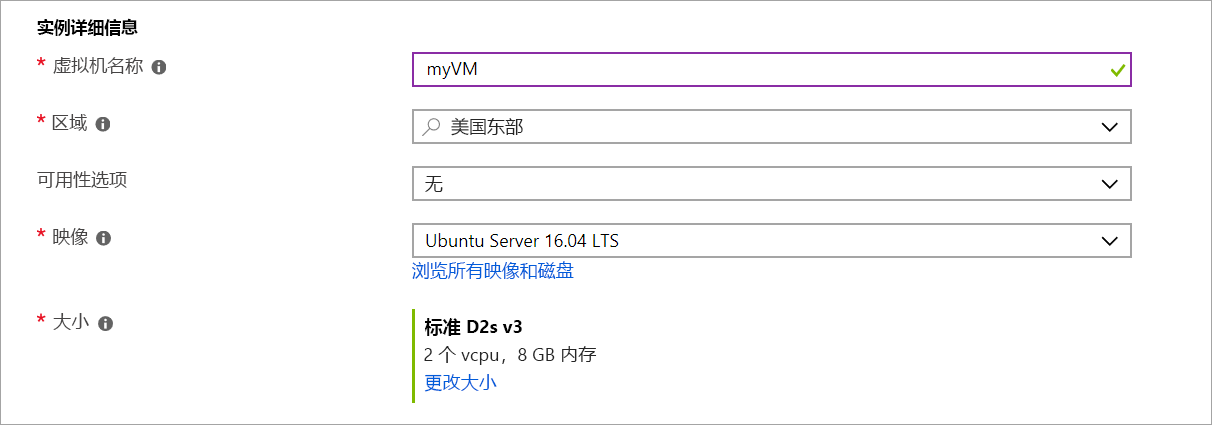 实例详细信息
* 虚拟机名称
myVM
* 区域
美国东部
可用性选项
无
* 映像
Ubuntu Server 16.04 LTS
浏览所有映像和磁盘
* 大小
标准 D2s v3
2 个 vcpu，8 GB 内存
更改大小